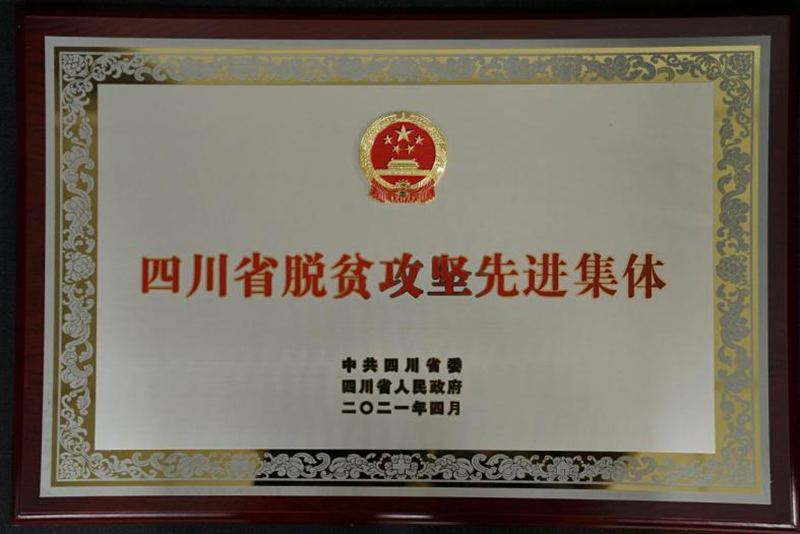 四川省脱贫攻坚先进集体
中共四川省委
四川省人民政府
二〇二一年四月